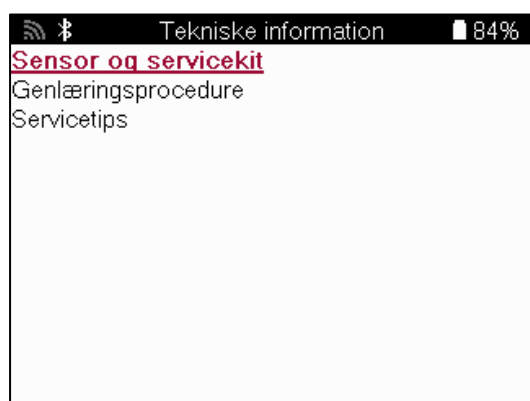 Tekniske information 84%
Sensor og servicekit
Genlæringsprocedure
Servicetips